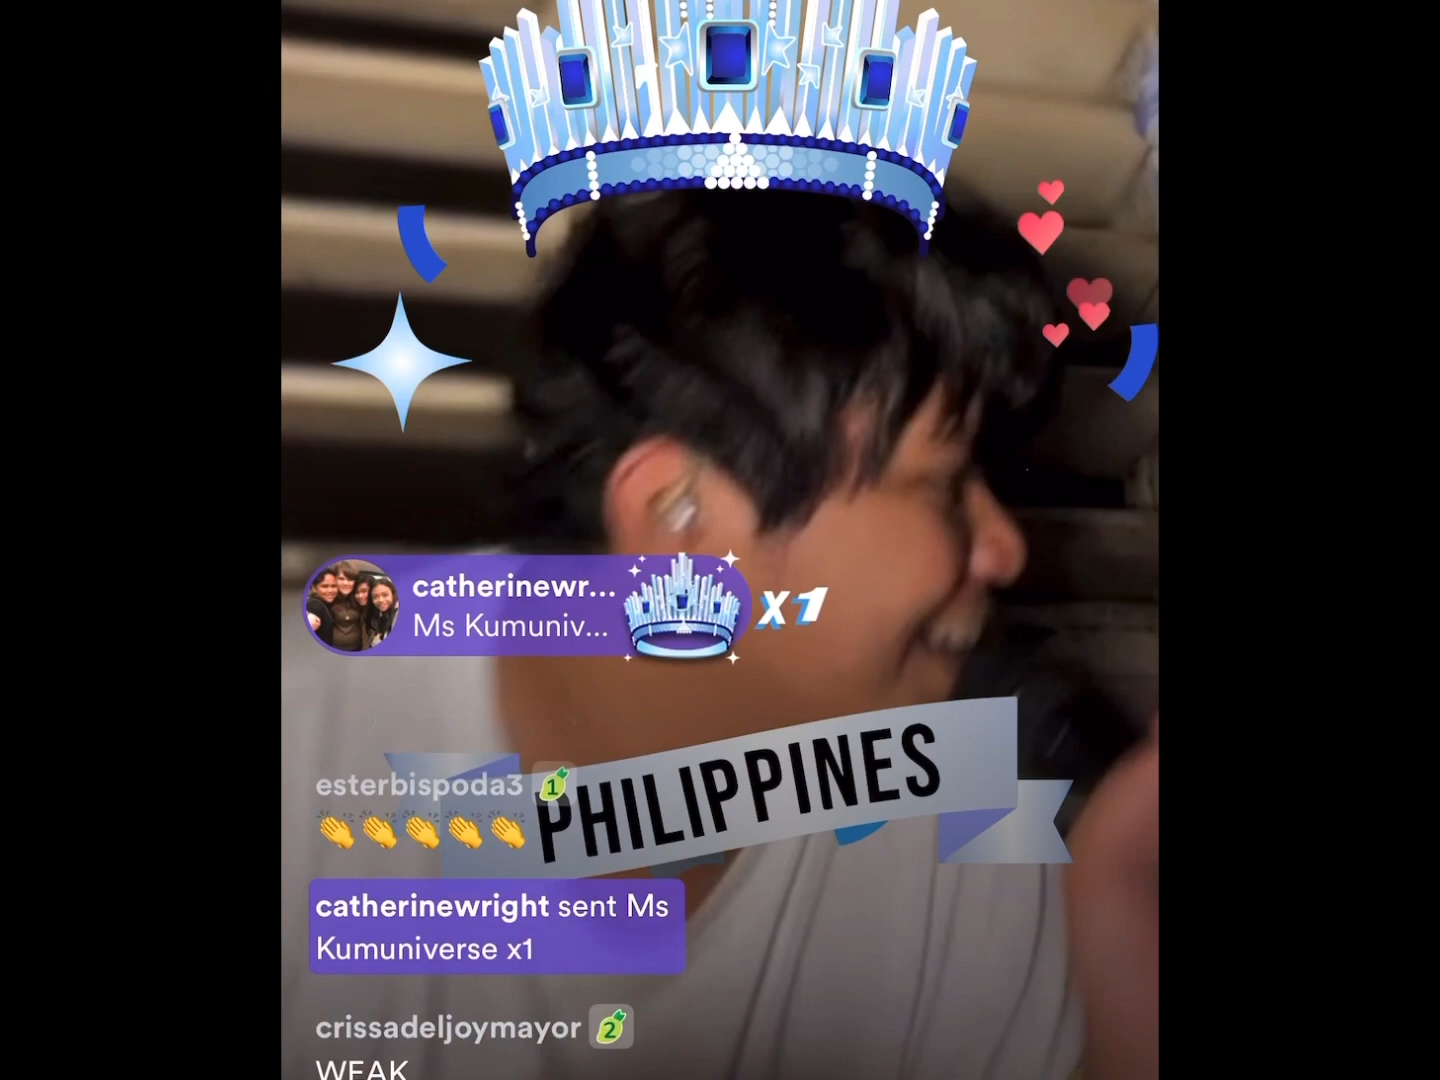 catherinewr...
Ms Kumuniv...
x1
PHILIPPINES
esterbispoda3 1
catherinewright sent Ms
Kumuniverse x1
crissadeljoymayor 2
WEAK